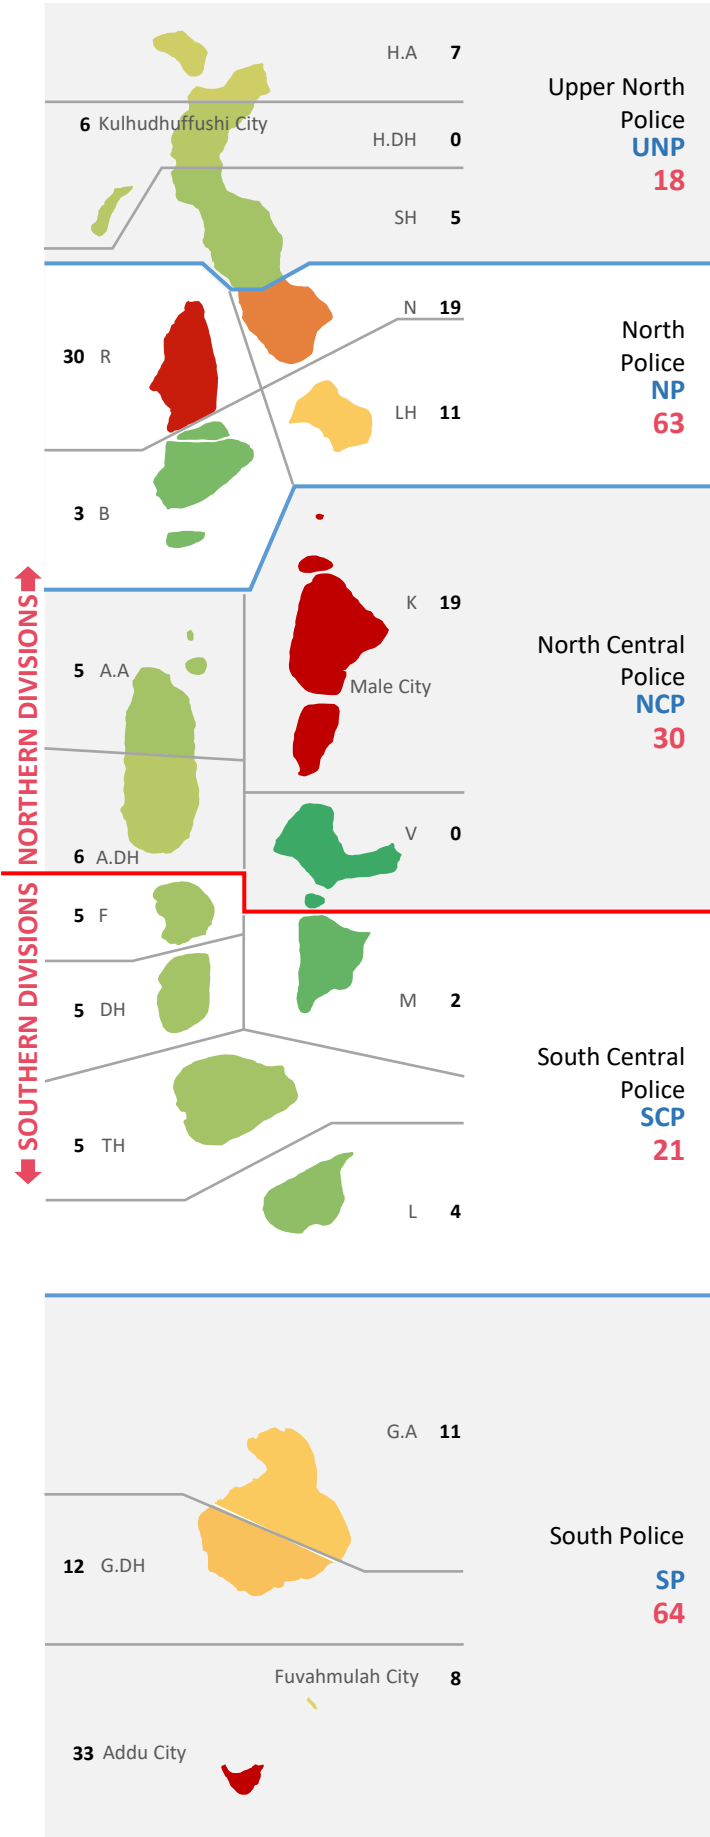 H.A 7
6 Kulhudhuffushi City
H.DH 0
SH 5
Upper North
Police
UNP
18
N 19
30 R
LH 11
3 B
North
Police
NP
63
K 19
5 A.A
Male City
V 0
6 A.DH
North Central
Police
NCP
30
NORTHERN DIVISIONS
SOUTHERN DIVISIONS
5 F
5 DH
M 2
5 TH
L 4
South Central
Police
SCP
21
G.A 11
12 G.DH
South Police
SP
64
Fuvahmulah City 8
33 Addu City